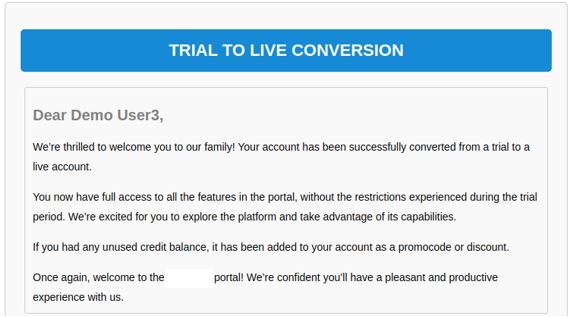 TRIAL TO LIVE CONVERSION
Dear Demo User3,
We’re thrilled to welcome you to our family! Your account has been successfully converted from a trial to a
live account.
You now have full access to all the features in the portal, without the restrictions experienced during the trial
period. We’re excited for you to explore the platform and take advantage of its capabilities.
If you had any unused credit balance, it has been added to your account as a promocode or discount.
Once again, welcome to the portal! We’re confident you’ll have a pleasant and productive
experience with us.